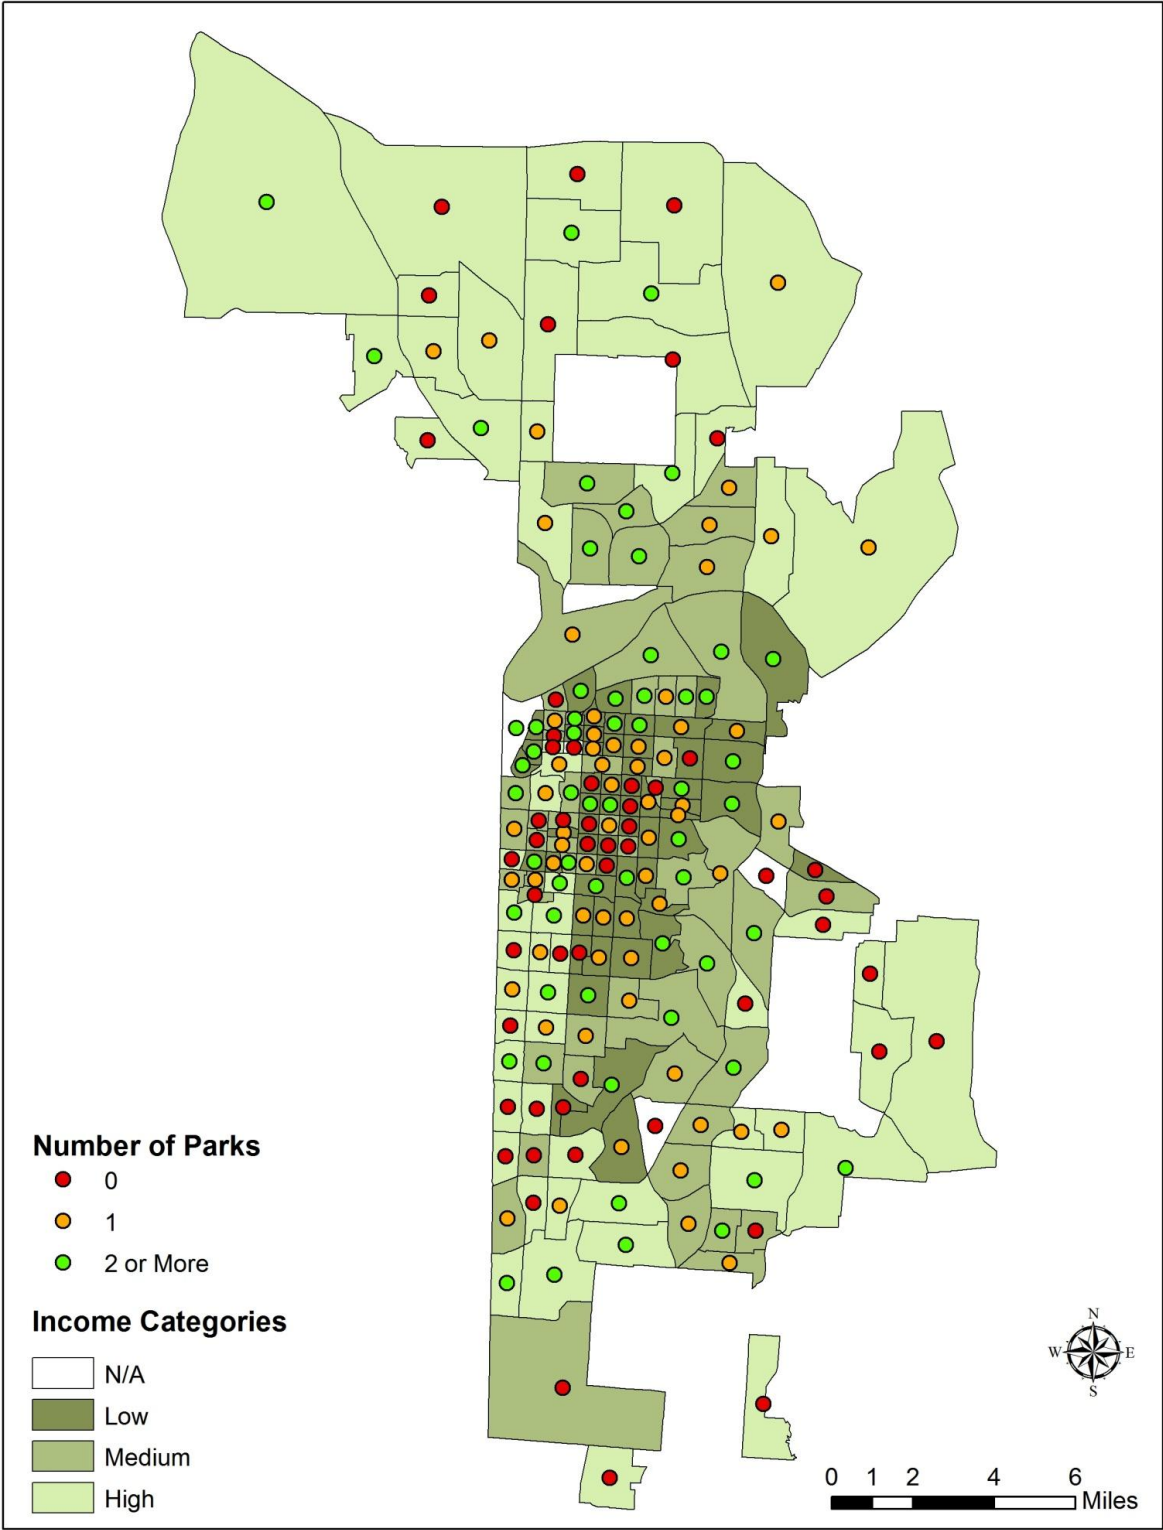 Number of Parks
0
1
2 or More
Income Categories
N/A
Low
Medium
High
N
W E
S
0 1 2 4 6
Miles